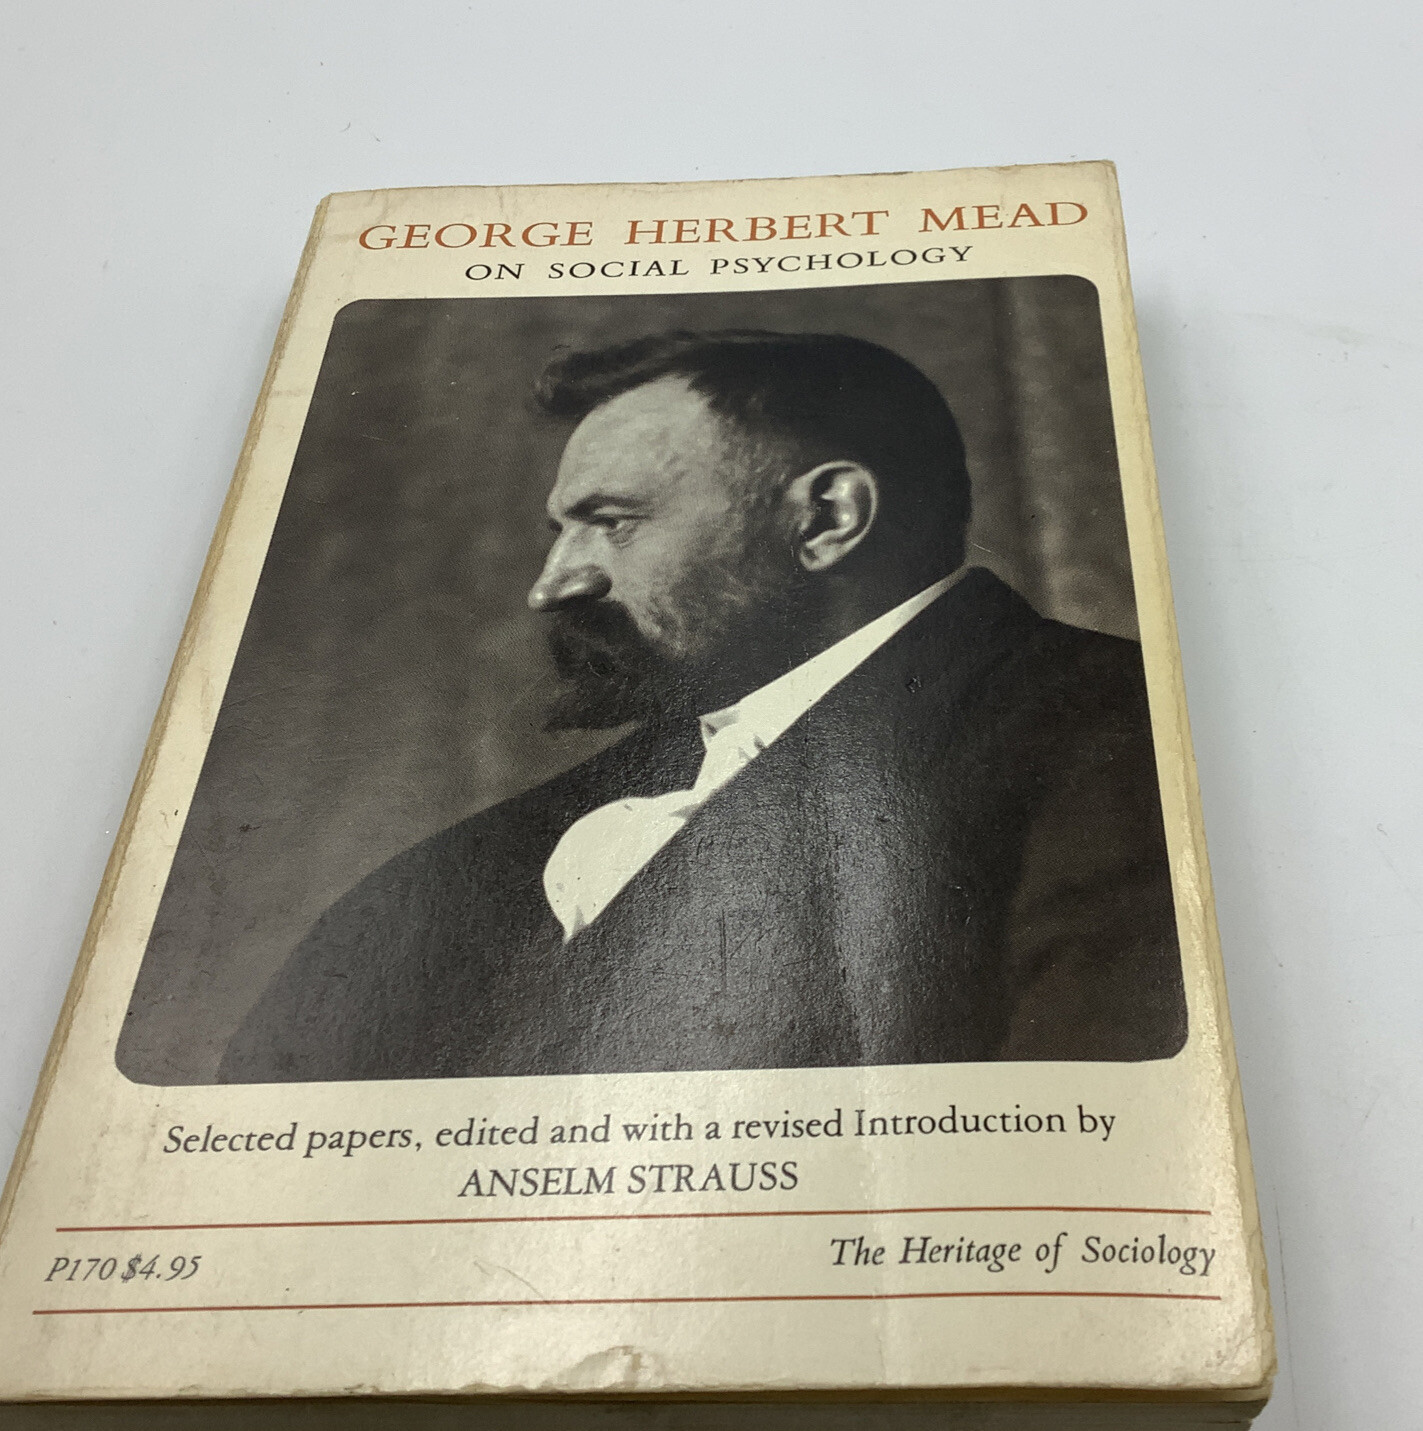 GEORGE HERBERT MEAD
ON SOCIAL PSYCHOLOGY
Selected papers, edited and with a revised Introduction by
ANSELM STRAUSS
P170 $4.95
The Heritage of Sociology